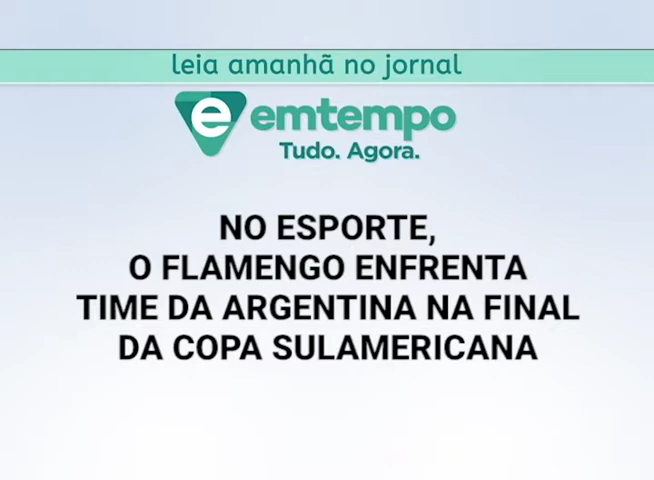 leia amanhã no jornal
e emtempo
Tudo. Agora.
NO ESPORTE,
O FLAMENGO ENFRENTA
TIME DA ARGENTINA NA FINAL
DA COPA SULAMERICANA